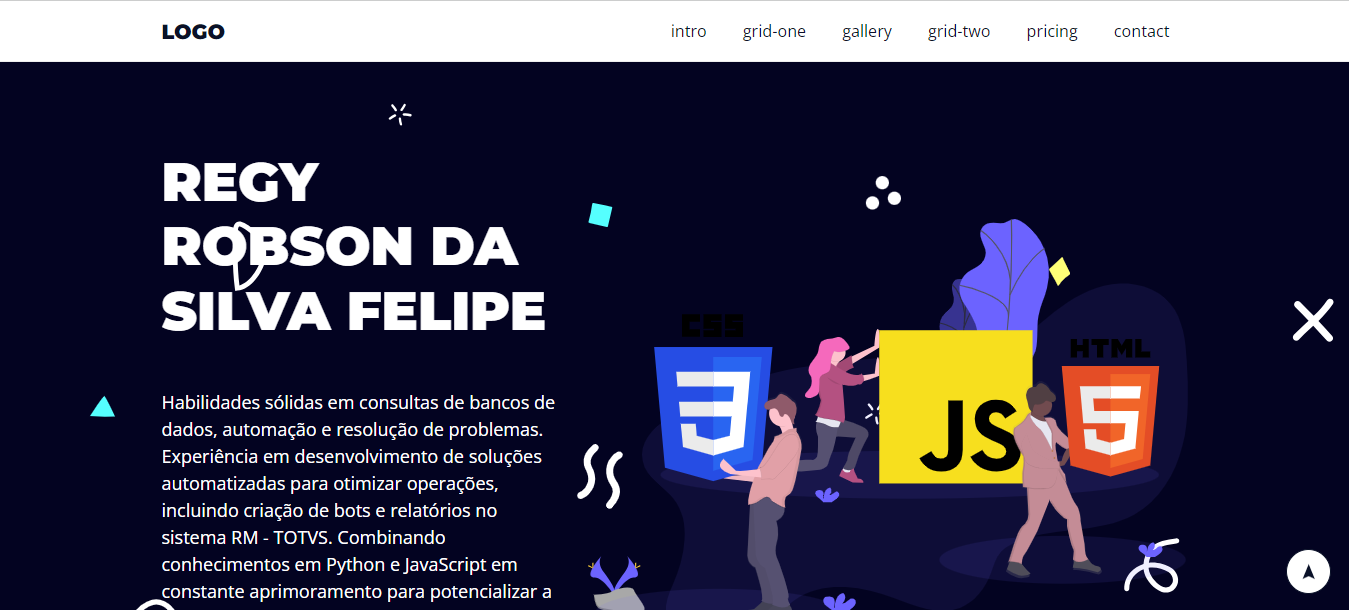 LOGO
intro grid-one gallery grid-two pricing contact
REGY
ROBSON DA
SILVA FELIPE
Habilidades sólidas em consultas de bancos de
dados, automação e resolução de problemas.
Experiência em desenvolvimento de soluções
automatizadas para otimizar operações,
incluindo criação de bots e relatórios no
sistema RM - TOTVS. Combinando
conhecimentos em Python e JavaScript em
constante aprimoramento para potencializar a
CSS
3
JS
HTML
5